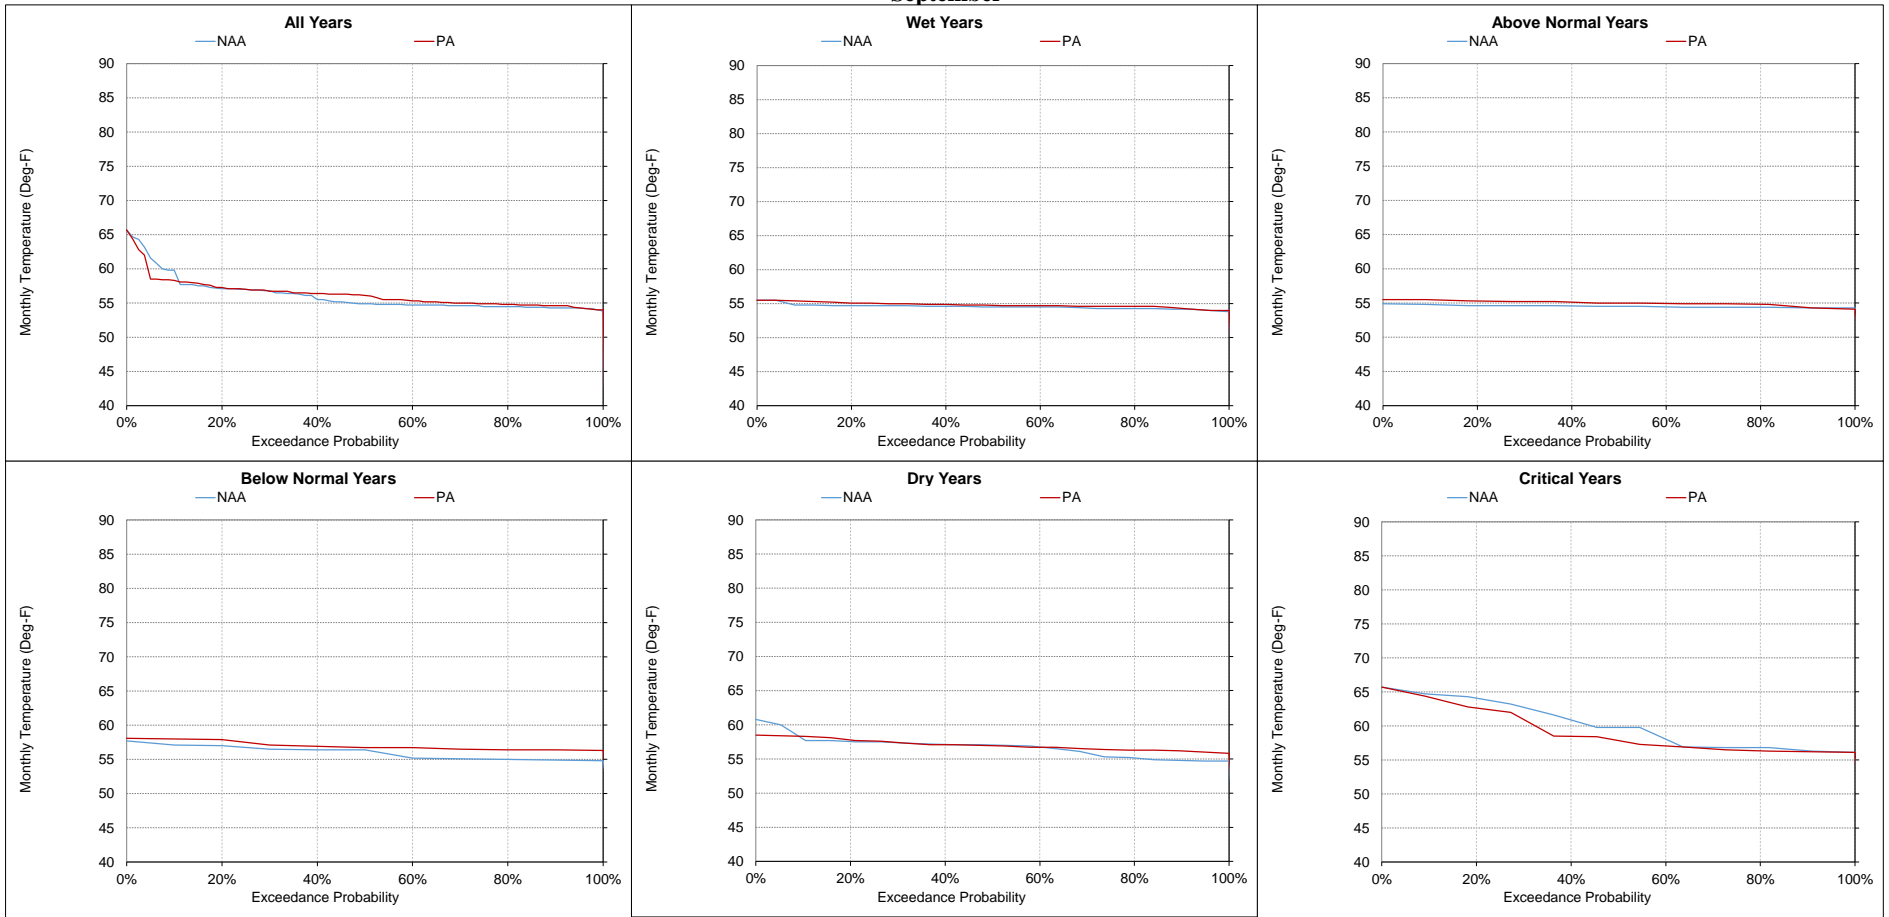 September
All Years
NAA PA
90
85
80
75
70
65
60
55
50
45
40
Monthly Temperature (Deg-F)
0% 20% 40% 60% 80% 100%
Exceedance Probability
Wet Years
NAA PA
90
85
80
75
70
65
60
55
50
45
40
Monthly Temperature (Deg-F)
0% 20% 40% 60% 80% 100%
Exceedance Probability
Above Normal Years
NAA PA
90
85
80
75
70
65
60
55
50
45
40
Monthly Temperature (Deg-F)
0% 20% 40% 60% 80% 100%
Exceedance Probability
Below Normal Years
NAA PA
90
85
80
75
70
65
60
55
50
45
40
Monthly Temperature (Deg-F)
0% 20% 40% 60% 80% 100%
Exceedance Probability
Dry Years
NAA PA
90
85
80
75
70
65
60
55
50
45
40
Monthly Temperature (Deg-F)
0% 20% 40% 60% 80% 100%
Exceedance Probability
Critical Years
NAA PA
90
85
80
75
70
65
60
55
50
45
40
Monthly Temperature (Deg-F)
0% 20% 40% 60% 80% 100%
Exceedance Probability